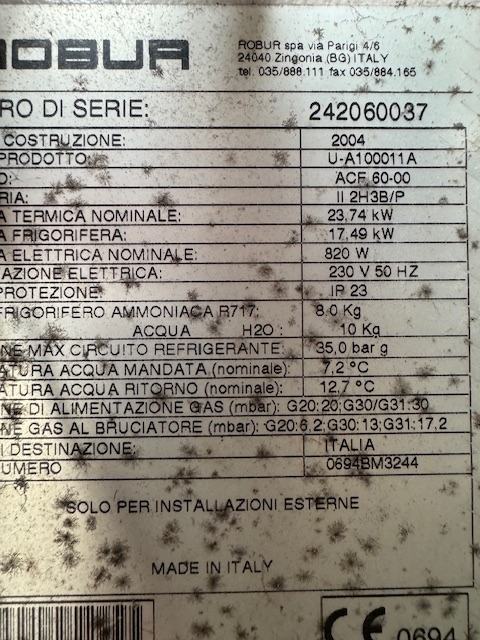 ROBUR
ROBUR spa via Parigi 4/6
24040 Zingonia (BG) ITALY
tel. 035/888.111 fax 035/884.165
RO DI SERIE: 242060037
COSTRUZIONE: 2004
PRODOTTO: U-A100011A
O: ACF 60-00
RIA: II 2H3B/P
A TERMICA NOMINALE: 23,74 kW
A FRIGORIFERA: 17,49 kW
A ELETTRICA NOMINALE: 820 W
TAZIONE ELETTRICA: 230 V 50 HZ
PROTEZIONE: IP 23
FRIGORIFERO AMMONIACA R717: 8,0 Kg
ACQUA H2O : 10 Kg
NE MAX CIRCUITO REFRIGERANTE: 35,0 bar g
ATURA ACQUA MANDATA (nominale): 7,2 °C
ATURA ACQUA RITORNO (nominale): 12,7 °C
NE DI ALIMENTAZIONE GAS (mbar): G20:20;G30/G31:30
NE GAS AL BRUCIATORE (mbar): G20:6,2;G30:13;G31:17,2
DI DESTINAZIONE: ITALIA
NUMERO 0694BM3244
SOLO PER INSTALLAZIONI ESTERNE
MADE IN ITALY
CE 0694